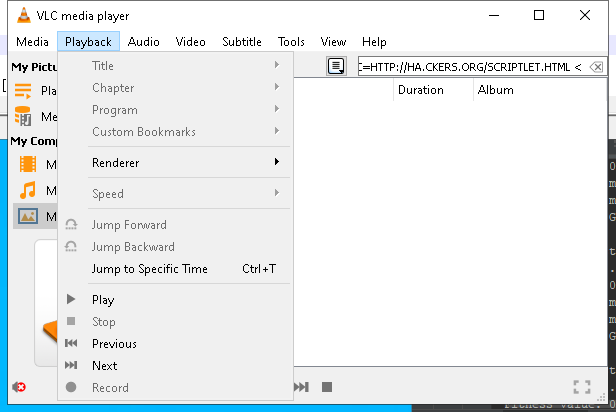 VLC media player
Media Playback Audio Video Subtitle Tools View Help
My Pictu
C=HTTP://HA.CKERS.ORG/SCRIPTLET.HTML <
Pla
Me
Duration Album
My Comp
M
M
M
Title
Chapter
Program
Custom Bookmarks
Renderer
Speed
Jump Forward
Jump Backward
Jump to Specific Time Ctrl+T
Play
Stop
Previous
Next
Record